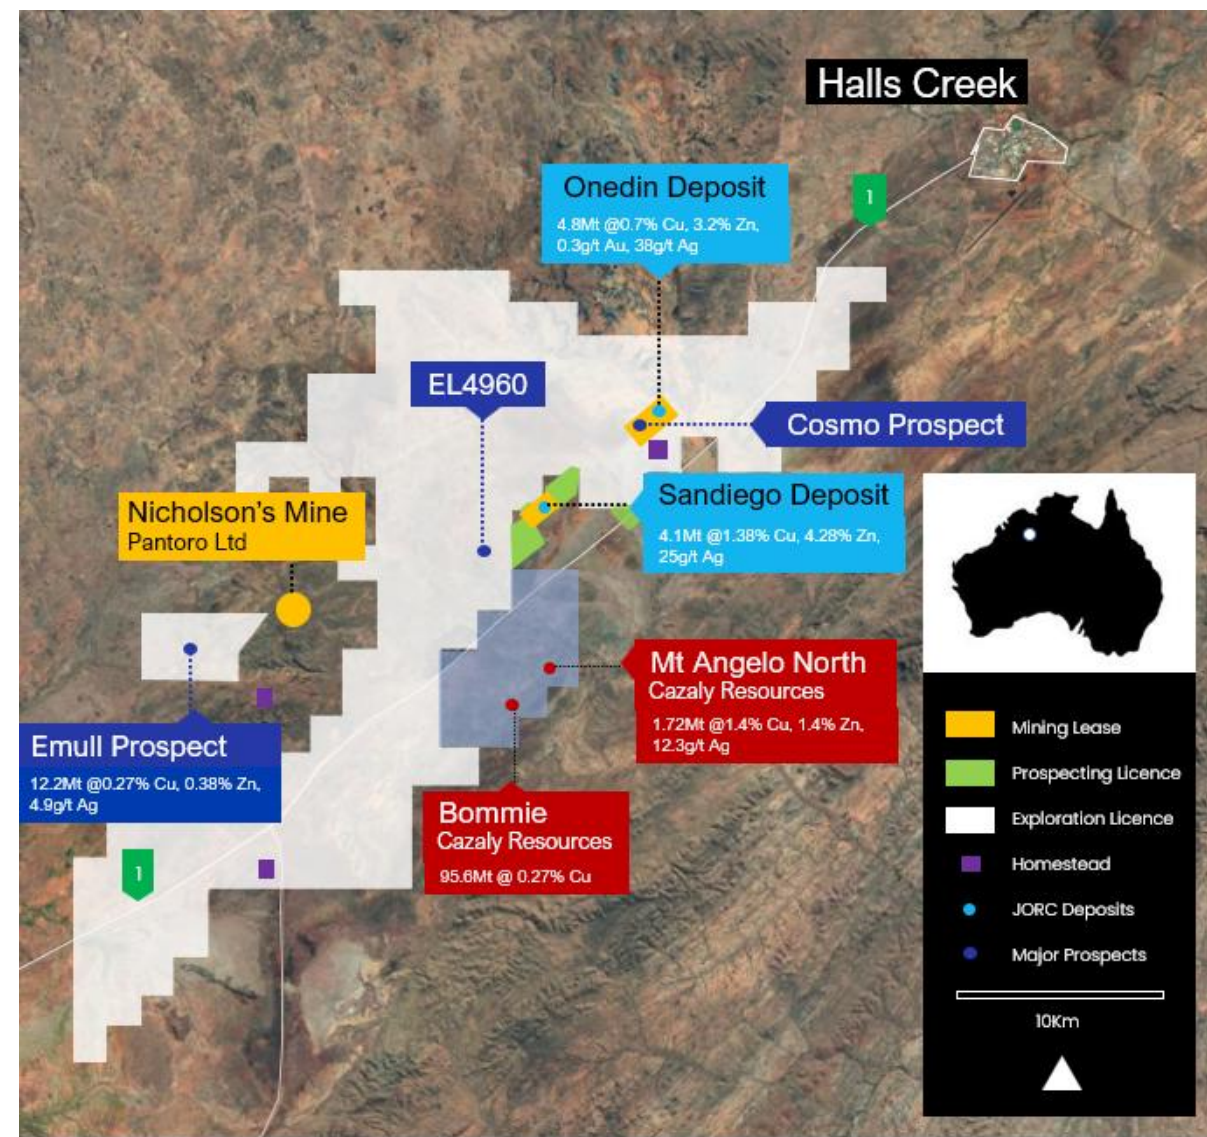 Halls Creek
Onedin Deposit
4.8Mt @0.7% Cu, 3.2% Zn,
0.3g/t Au, 38g/t Ag
1
EL4960
Cosmo Prospect
Nicholson's Mine
Pantoro Ltd
Sandiego Deposit
4.1Mt @1.38% Cu, 4.28% Zn,
25g/t Ag
Mt Angelo North
Cazaly Resources
1.72Mt @1.4% Cu, 1.4% Zn,
12.3g/t Ag
Emull Prospect
12.2Mt @0.27% Cu, 0.38% Zn,
4.9g/t Ag
Bommie
Cazaly Resources
95.6Mt @ 0.27% Cu
1
Mining Lease
Prospecting Licence
Exploration Licence
Homestead
JORC Deposits
Major Prospects
10Km